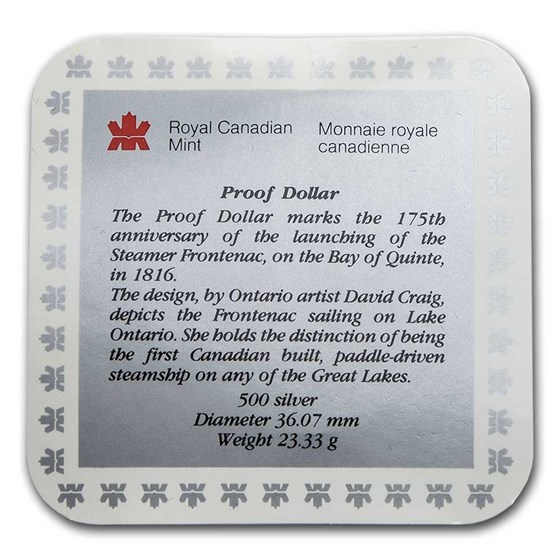 Royal Canadian Mint
Monnaie royale canadienne
Proof Dollar
The Proof Dollar marks the 175th
anniversary of the launching of the
Steamer Frontenac, on the Bay of Quinte,
in 1816.
The design, by Ontario artist David Craig,
depicts the Frontenac sailing on Lake
Ontario. She holds the distinction of being
the first Canadian built, paddle-driven
steamship on any of the Great Lakes.
500 silver
Diameter 36.07 mm
Weight 23.33 g